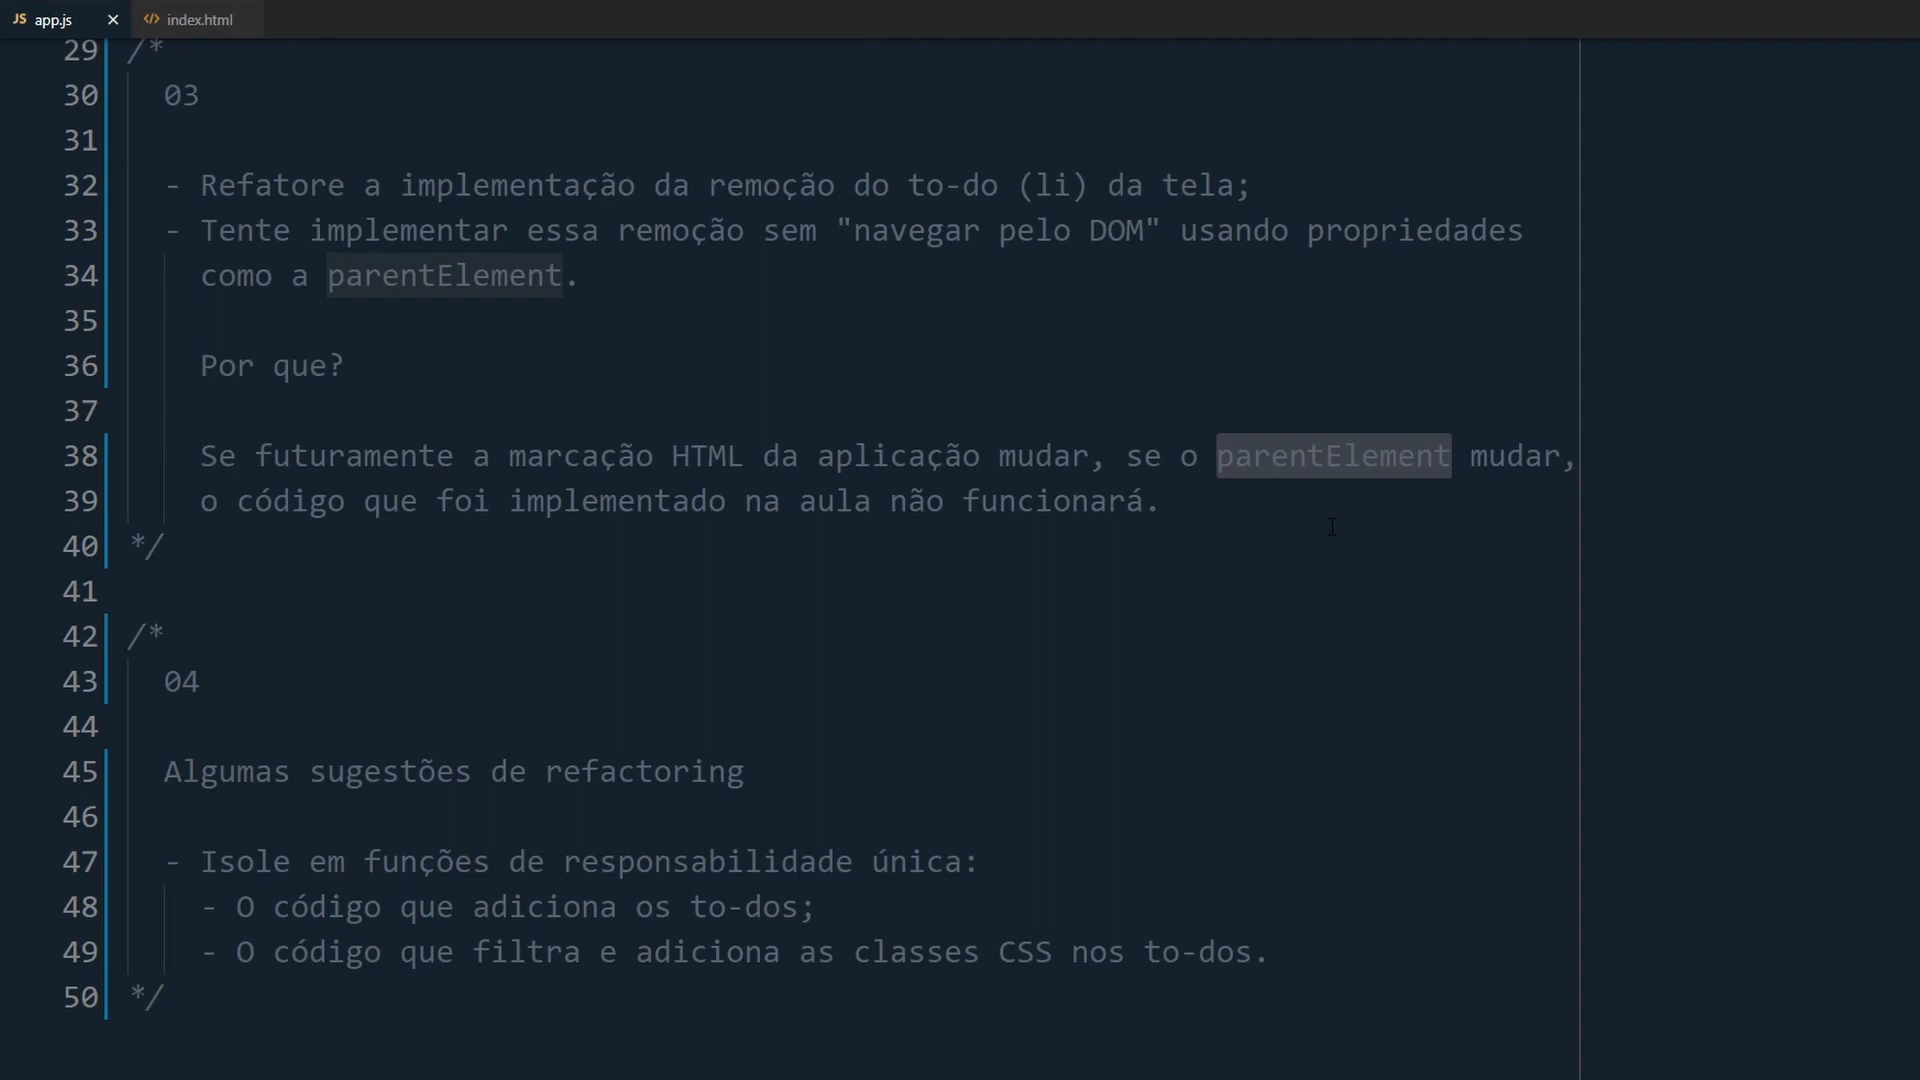 JS app.js × </> index.html
29 /*
30 03
31
32 - Refatore a implementação da remoção do to-do (li) da tela;
33 - Tente implementar essa remoção sem "navegar pelo DOM" usando propriedades
34 como a parentElement.
35
36 Por que?
37
38 Se futuramente a marcação HTML da aplicação mudar, se o parentElement mudar,
39 o código que foi implementado na aula não funcionará.
40 */
41
42 /*
43 04
44
45 Algumas sugestões de refactoring
46
47 - Isole em funções de responsabilidade única:
48 - O código que adiciona os to-dos;
49 - O código que filtra e adiciona as classes CSS nos to-dos.
50 */